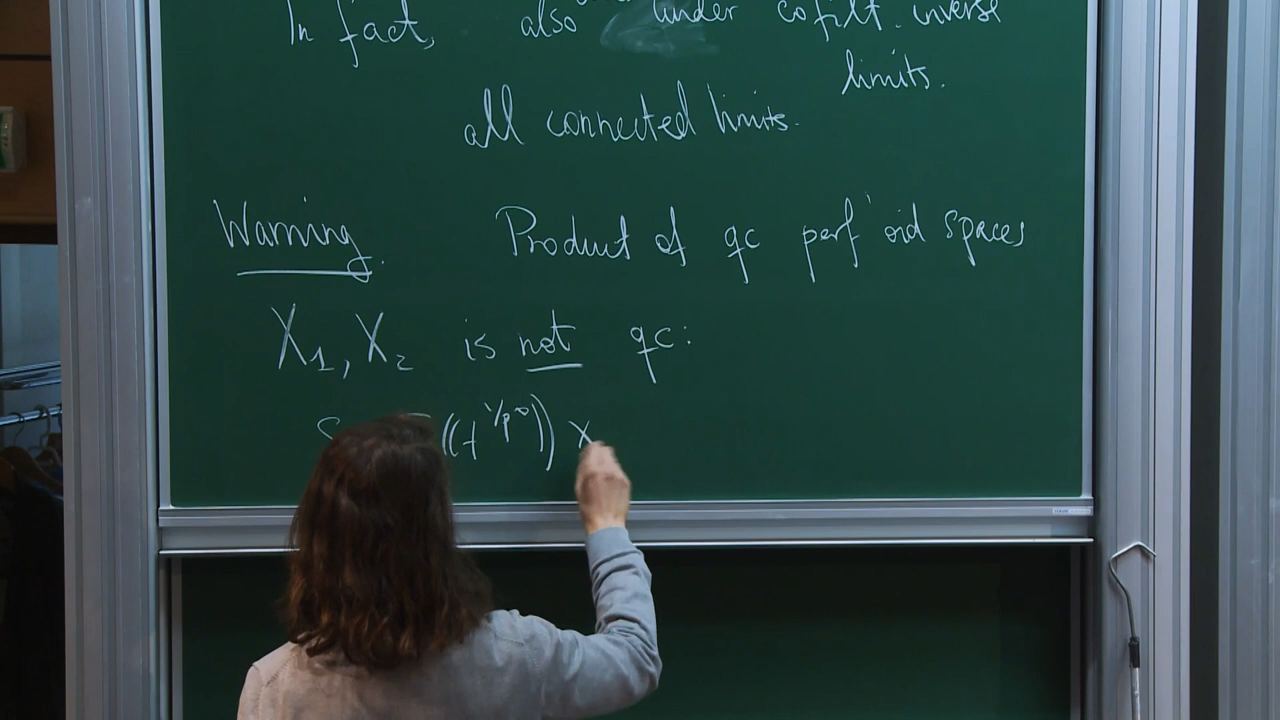 In fact, also under cofilt. inverse
limits.
all connected limits.
Warning. Product of qc perf'oid spaces
X₁, X₂ is not qc:
((t^{1/p^∞})) ×